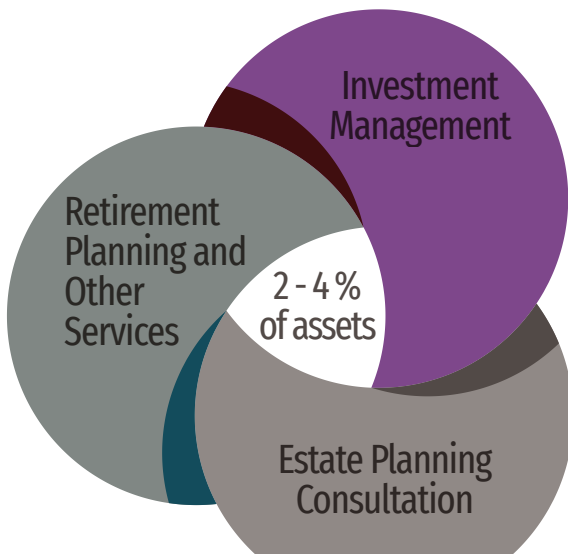 Investment
Management
Retirement
Planning and
Other
Services
2 - 4 %
of assets
Estate Planning
Consultation